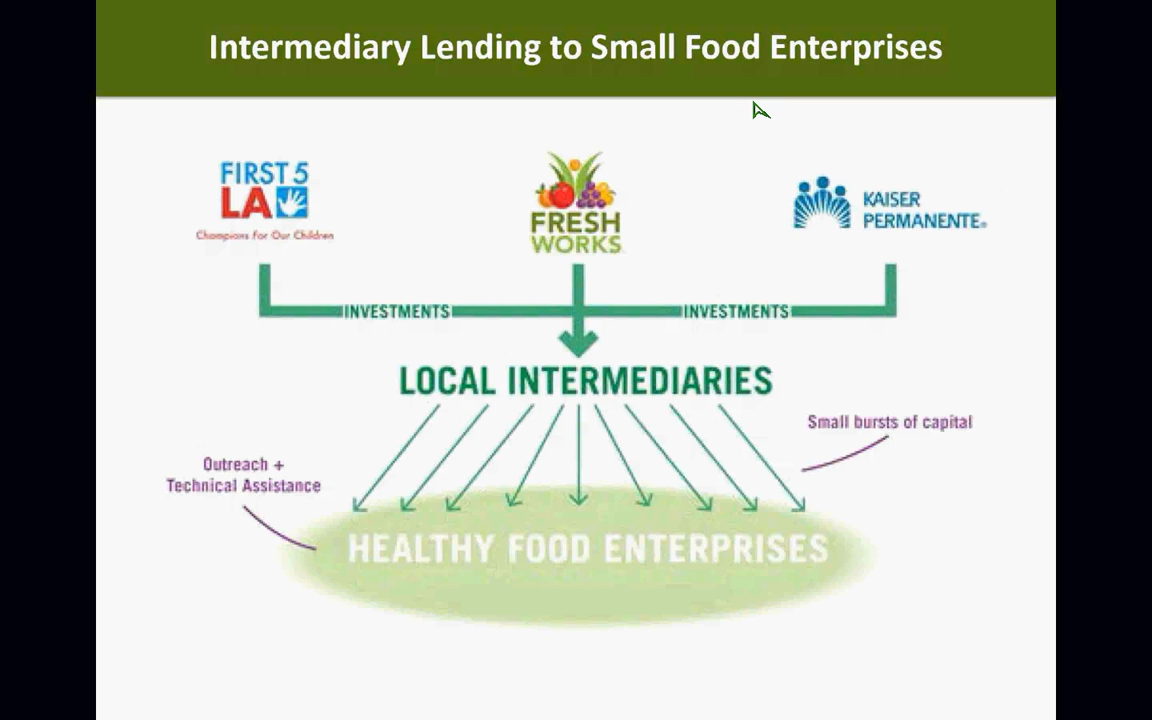 Intermediary Lending to Small Food Enterprises
FIRST 5
LA
Champions For Our Children
FRESH
WORKS
KAISER
PERMANENTE®
INVESTMENTS
INVESTMENTS
LOCAL INTERMEDIARIES
Small bursts of capital
Outreach +
Technical Assistance
HEALTHY FOOD ENTERPRISES